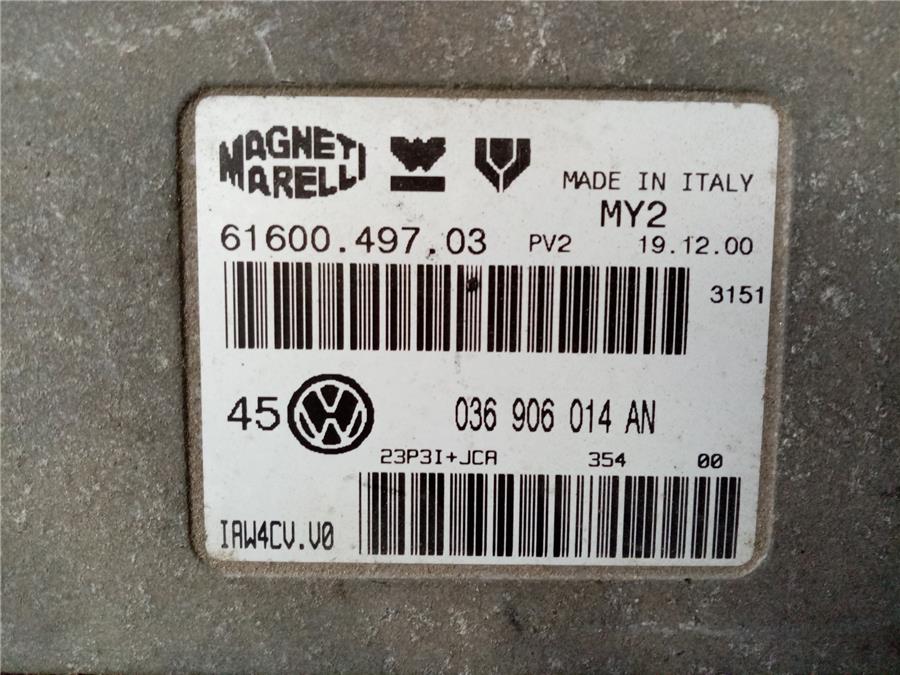 MAGNETI
MARELLI
MADE IN ITALY
MY2
61600.497.03 PV2 19.12.00
3151
45 036 906 014 AN
23P3I+JCA 354 00
IAW4CV.V0